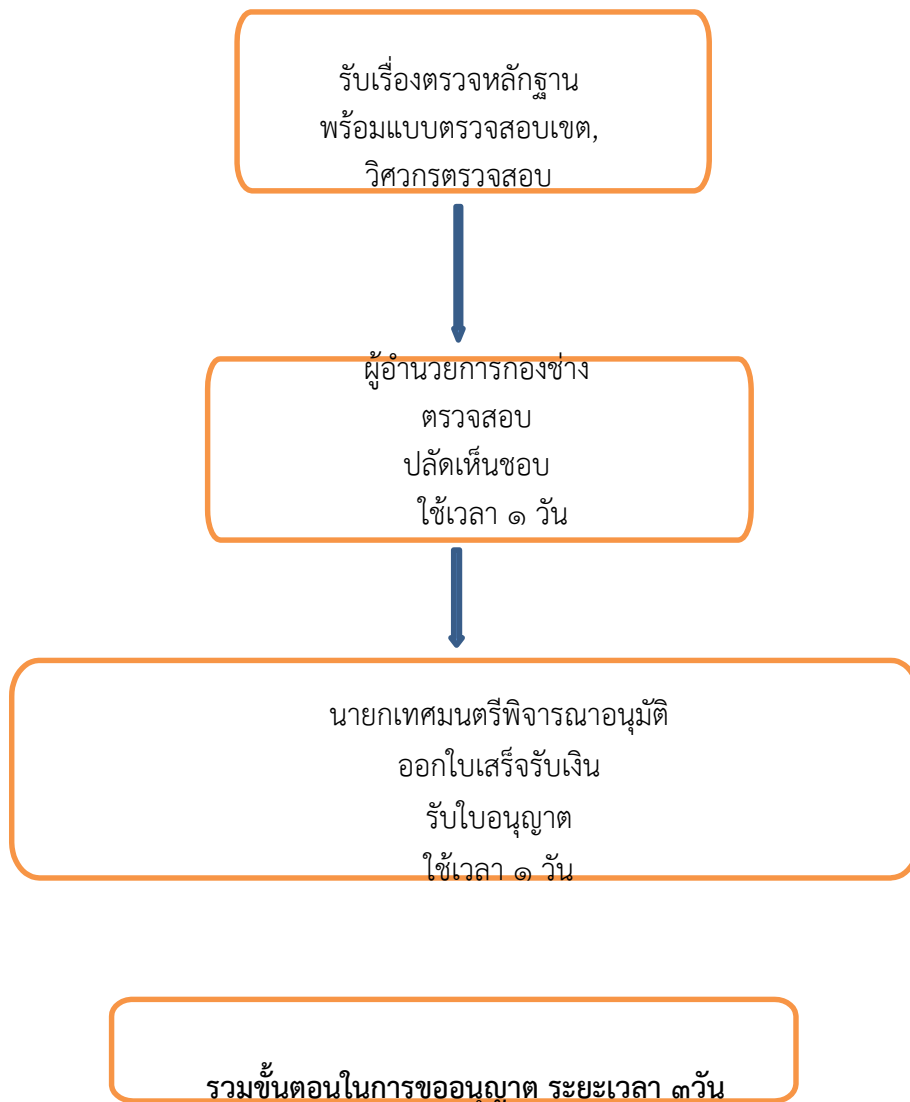 รับเรื่องตรวจหลักฐาน
พร้อมแบบตรวจสอบเขต,
วิศวกรตรวจสอบ
ผู้อำนวยการกองช่าง
ตรวจสอบ
ปลัดเห็นชอบ
ใช้เวลา ๑ วัน
นายกเทศมนตรีพิจารณาอนุมัติ
ออกใบเสร็จรับเงิน
รับใบอนุญาต
ใช้เวลา ๑ วัน
รวมขั้นตอนในการขออนุญาต ระยะเวลา ๓วัน